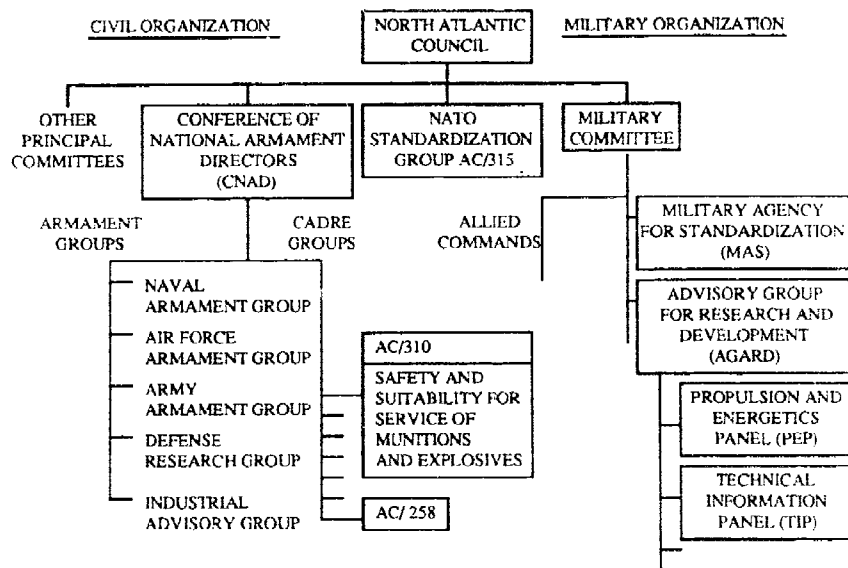 CIVIL ORGANIZATION
NORTH ATLANTIC
COUNCIL
MILITARY ORGANIZATION
OTHER
PRINCIPAL
COMMITTEES
CONFERENCE OF
NATIONAL ARMAMENT
DIRECTORS
(CNAD)
NATO
STANDARDIZATION
GROUP AC/315
MILITARY
COMMITTEE
ARMAMENT
GROUPS
CADRE
GROUPS
ALLIED
COMMANDS
MILITARY AGENCY
FOR STANDARDIZATION
(MAS)
NAVAL
ARMAMENT GROUP
AIR FORCE
ARMAMENT GROUP
ARMY
ARMAMENT GROUP
DEFENSE
RESEARCH GROUP
INDUSTRIAL
ADVISORY GROUP
AC/310
SAFETY AND
SUITABILITY FOR
SERVICE OF
MUNITIONS
AND EXPLOSIVES
AC/ 258
ADVISORY GROUP
FOR RESEARCH AND
DEVELOPMENT
(AGARD)
PROPULSION AND
ENERGETICS
PANEL (PEP)
TECHNICAL
INFORMATION
PANEL (TIP)